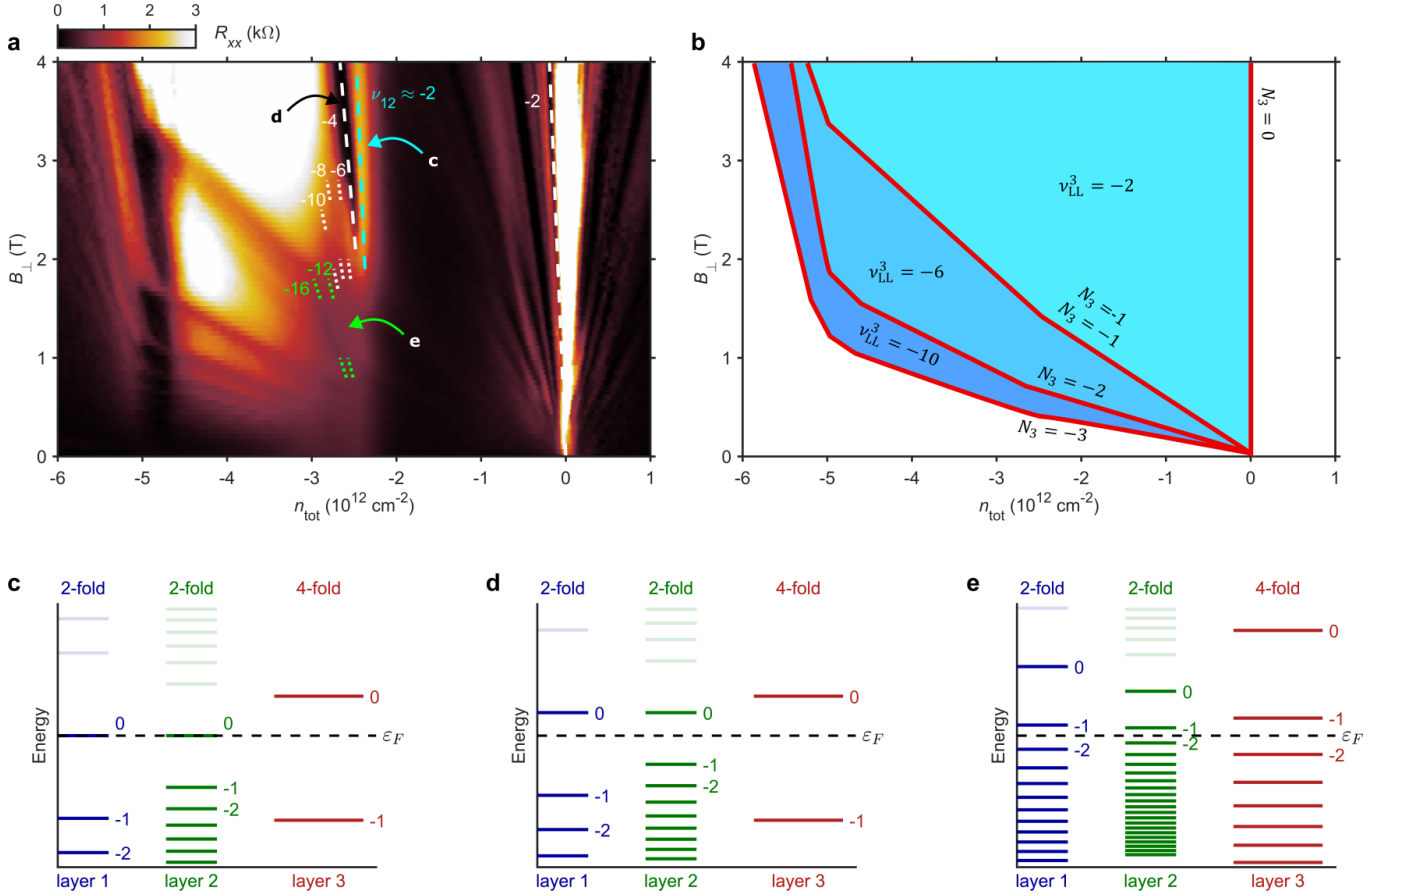 0 1 2 3
R_xx (kΩ)
a
4
3
2
1
0
B_⊥ (T)
-6 -5 -4 -3 -2 -1 0 1
n_tot (10^12 cm^-2)
d
ν_12 ≈ -2
-2
-4
c
-8 -6
-10
-12
-16
e
b
4
3
2
1
0
B_⊥ (T)
-6 -5 -4 -3 -2 -1 0 1
n_tot (10^12 cm^-2)
N_3 = 0
ν_LL^3 = −2
ν_LL^3 = −6
N_3 = -1
N_3 = −1
ν_LL^3 = −10
N_3 = −2
N_3 = −3
c
2-fold 2-fold 4-fold
Energy
0
0 0
ε_F
-1
-2
-1 -1
-2
layer 1 layer 2 layer 3
d
2-fold 2-fold 4-fold
Energy
0
0 0
ε_F
-1
-2
-1 -1
-2
layer 1 layer 2 layer 3
e
2-fold 2-fold 4-fold
Energy
0
0
0
-1
-1 -1
ε_F
-2 -2
-2
layer 1 layer 2 layer 3